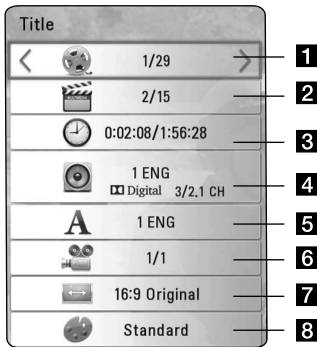 Title
1/29 1
2/15 2
0:02:08/1:56:28 3
1 ENG
Digital 3/2.1 CH 4
A 1 ENG 5
1/1 6
16:9 Original 7
Standard 8